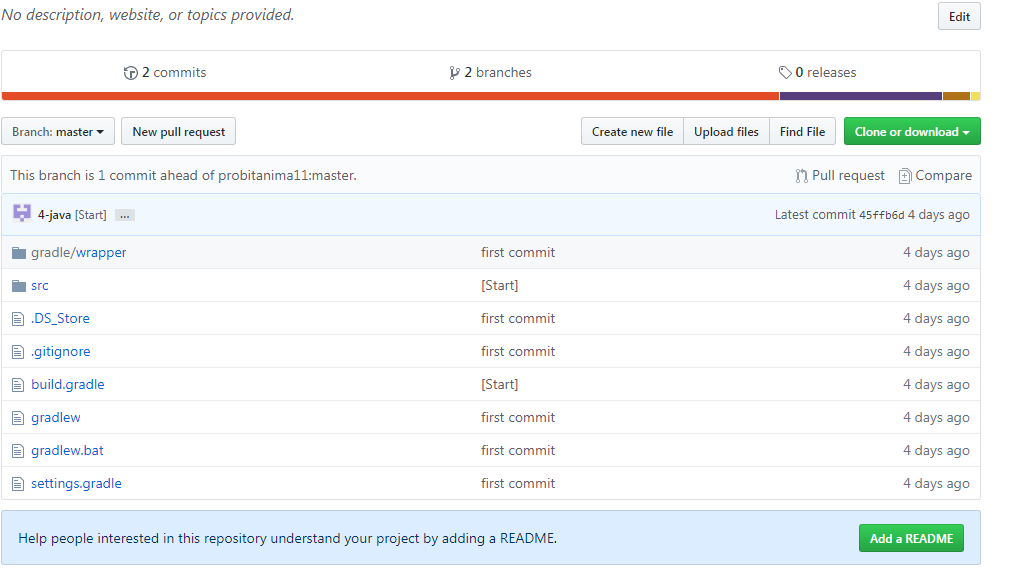 No description, website, or topics provided.
Edit
2 commits
2 branches
0 releases
Branch: master
New pull request
Create new file
Upload files
Find File
Clone or download
This branch is 1 commit ahead of probitanima11:master.
Pull request
Compare
4-java [Start] ...
Latest commit 45ffb6d 4 days ago
gradle/wrapper first commit 4 days ago
src [Start] 4 days ago
.DS_Store first commit 4 days ago
.gitignore first commit 4 days ago
build.gradle [Start] 4 days ago
gradlew first commit 4 days ago
gradlew.bat first commit 4 days ago
settings.gradle first commit 4 days ago
Help people interested in this repository understand your project by adding a README.
Add a README